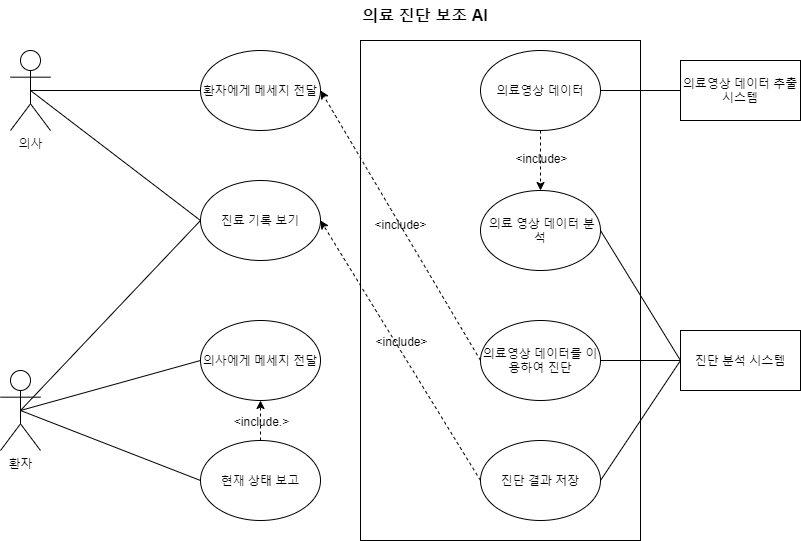 의료 진단 보조 AI
환자에게 메세지 전달
의료영상 데이터
의료영상 데이터 추출
시스템
의사
<include>
진료 기록 보기
<include>
의료 영상 데이터 분
석
<include>
의사에게 메세지 전달
의료영상 데이터를 이
용하여 진단
진단 분석 시스템
<include.>
환자
현재 상태 보고
진단 결과 저장